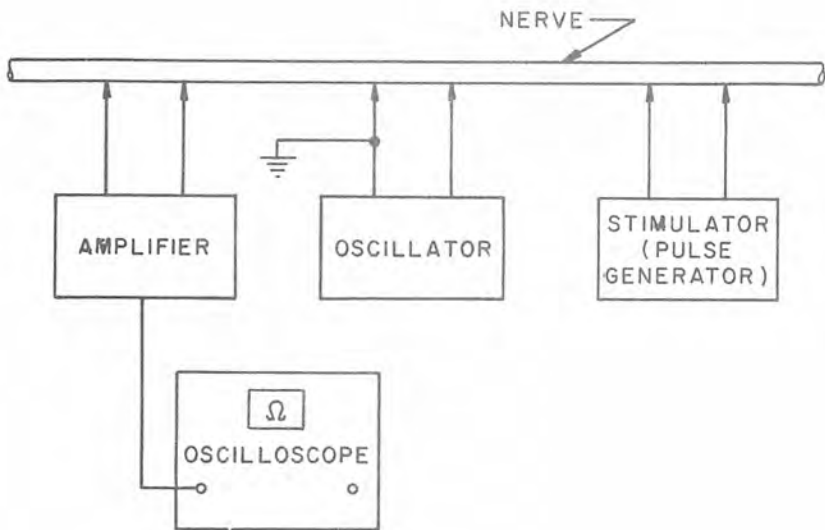 NERVE
AMPLIFIER
OSCILLATOR
STIMULATOR
(PULSE
GENERATOR)
Ω
OSCILLOSCOPE